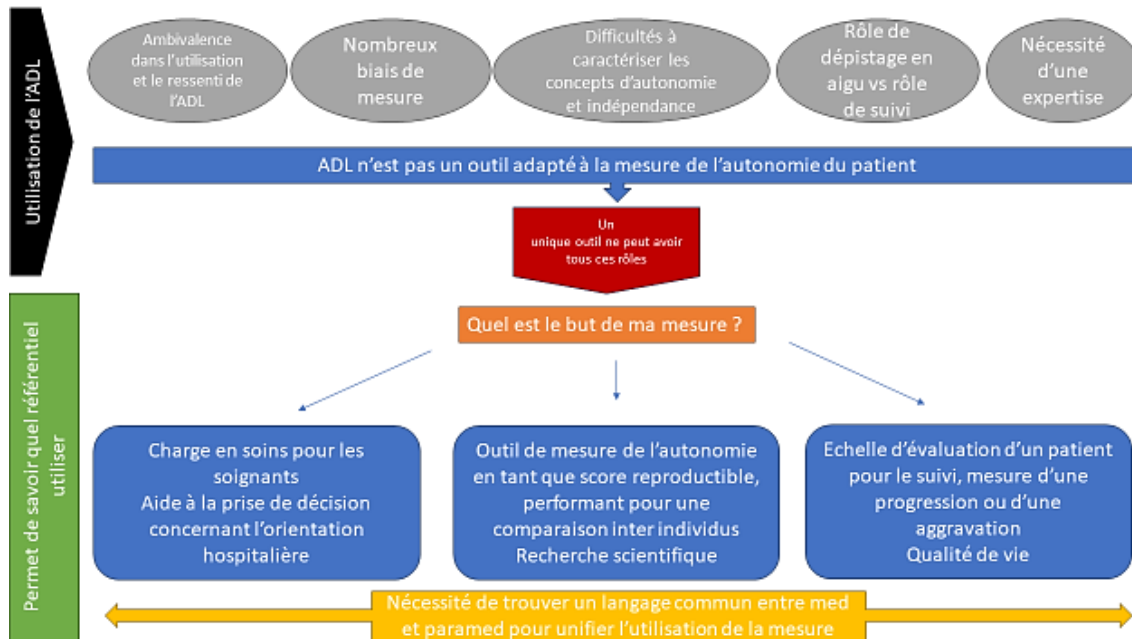 Utilisation de l'ADL
Ambivalence
dans l'utilisation
et le ressenti de
l'ADL
Nombreux
biais de
mesure
Difficultés à
caractériser les
concepts d'autonomie
et indépendance
Rôle de
dépistage en
aigu vs rôle
de suivi
Nécessité
d'une
expertise
ADL n'est pas un outil adapté à la mesure de l'autonomie du patient
Un
unique outil ne peut avoir
tous ces rôles
Permet de savoir quel référentiel
utiliser
Quel est le but de ma mesure ?
Charge en soins pour les
soignants
Aide à la prise de décision
concernant l'orientation
hospitalière
Outil de mesure de l'autonomie
en tant que score reproductible,
performant pour une
comparaison inter individus
Recherche scientifique
Echelle d'évaluation d'un patient
pour le suivi, mesure d'une
progression ou d'une
aggravation
Qualité de vie
Nécessité de trouver un langage commun entre med
et paramed pour unifier l'utilisation de la mesure